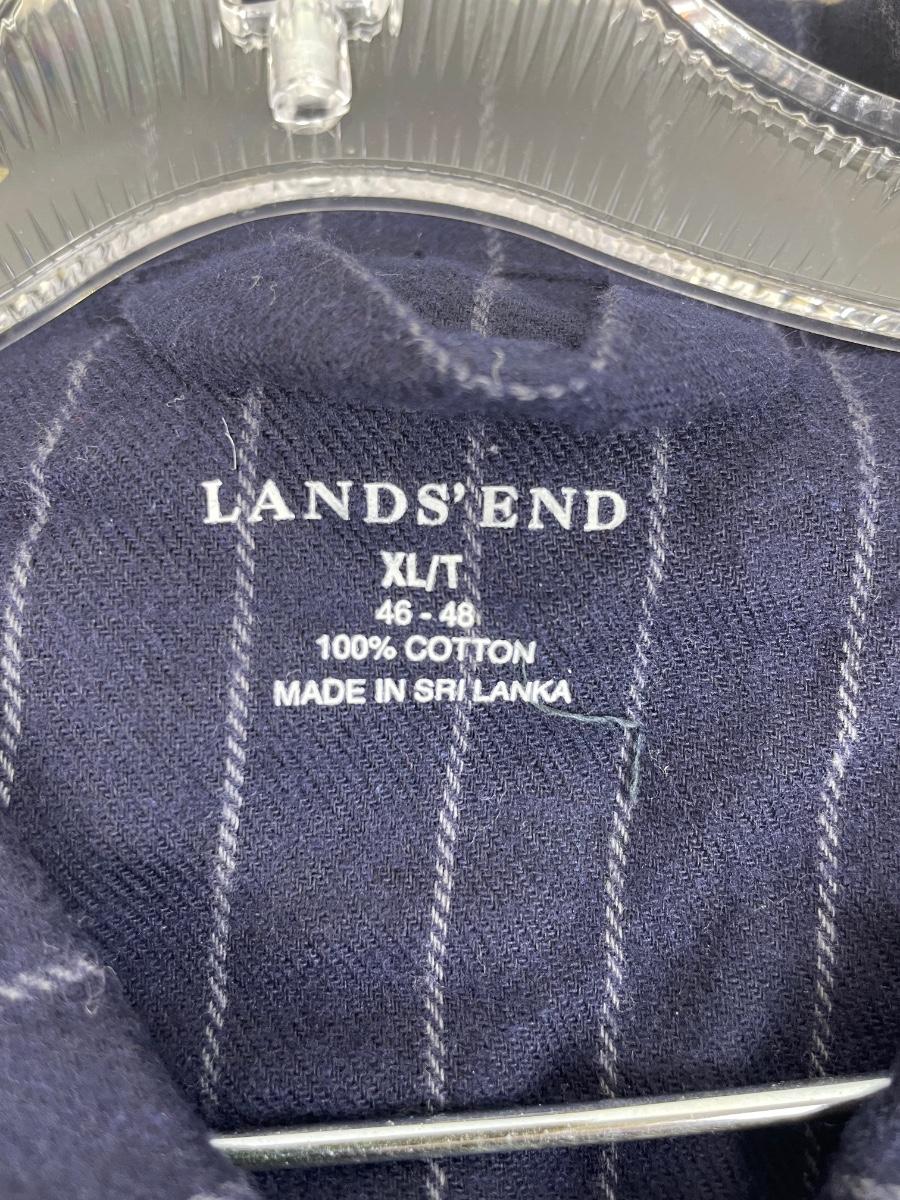 LANDS' END
XL/T
46 - 48
100% COTTON
MADE IN SRI LANKA